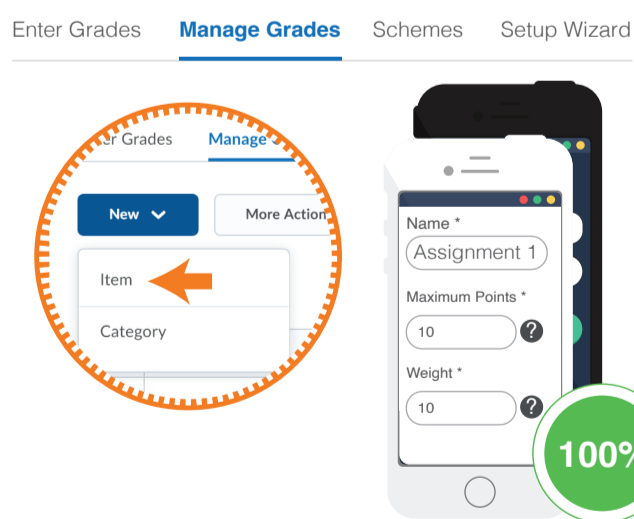 Enter Grades Manage Grades Schemes Setup Wizard
Grades Manage
New More Action
Item
Category
Name *
Assignment 1
Maximum Points *
10 ?
Weight *
10 ?
100%